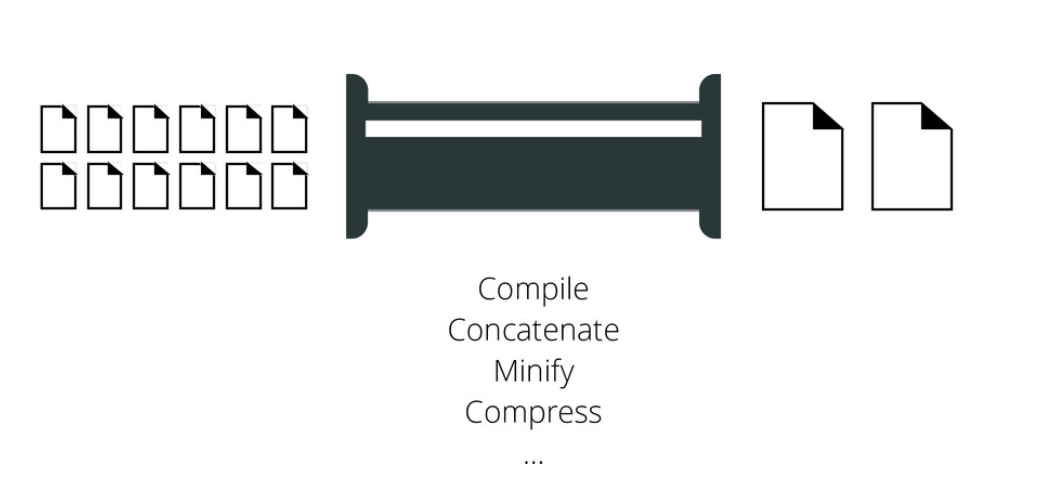 Compile
Concatenate
Minify
Compress
...